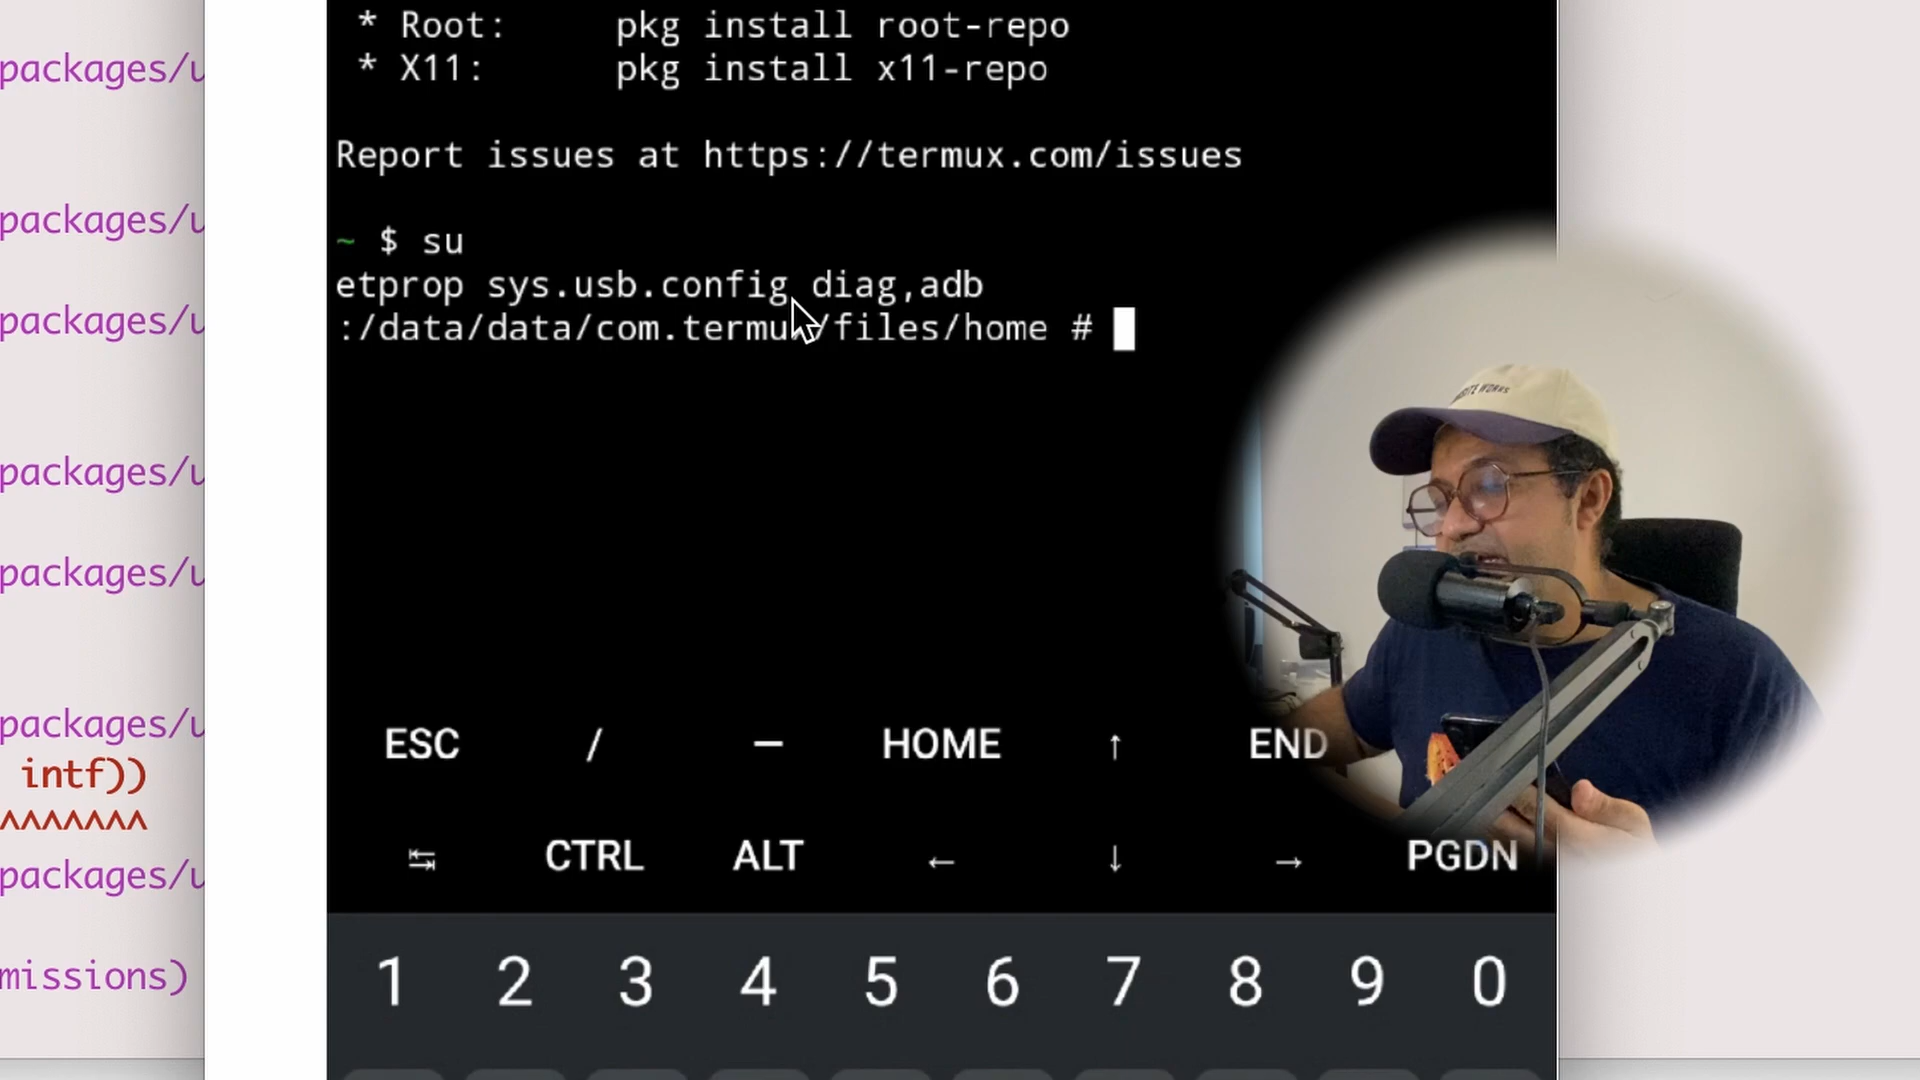 packages/u
packages/u
packages/u
packages/u
packages/u
packages/u
intf))
^^^^^^^
packages/u
missions)
* Root: pkg install root-repo
* X11: pkg install x11-repo
Report issues at https://termux.com/issues
~ $ su
etprop sys.usb.config diag,adb
:/data/data/com.termux/files/home #
ESC / — HOME ↑ END
⇆ CTRL ALT ← ↓ → PGDN
1 2 3 4 5 6 7 8 9 0